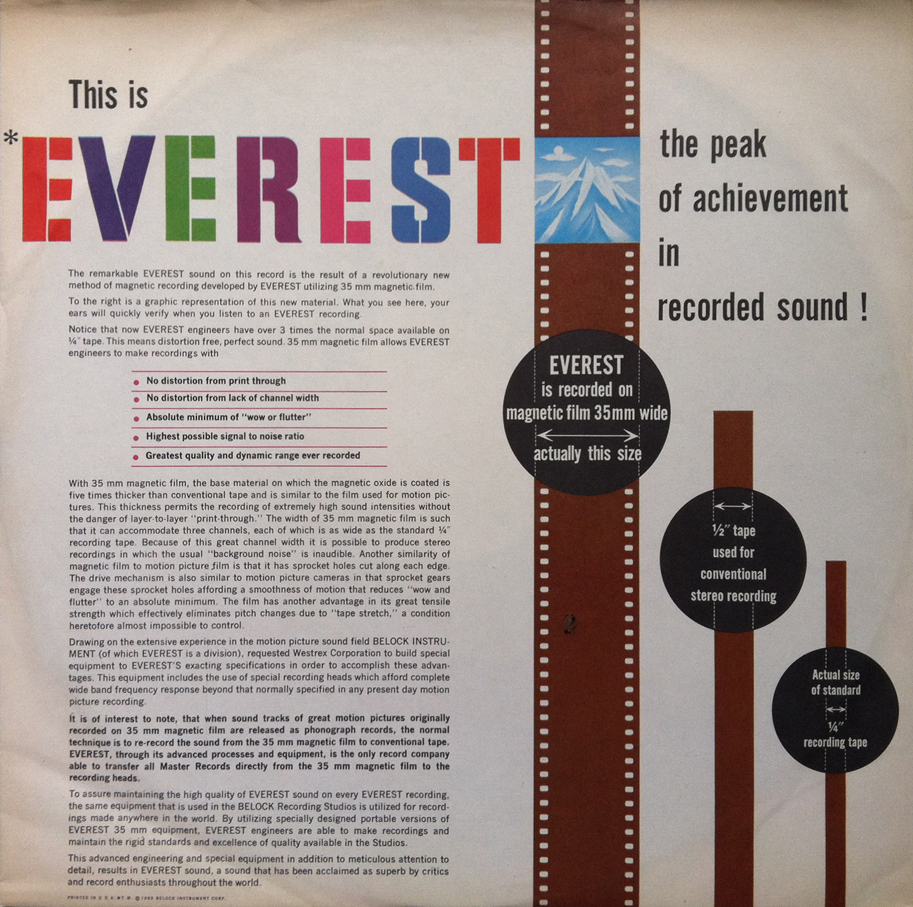 This is
*EVEREST
the peak
of achievement
in
recorded sound !
The remarkable EVEREST sound on this record is the result of a revolutionary new
method of magnetic recording developed by EVEREST utilizing 35 mm magnetic film.
To the right is a graphic representation of this new material. What you see here, your
ears will quickly verify when you listen to an EVEREST recording.
Notice that now EVEREST engineers have over 3 times the normal space available on
¼" tape. This means distortion free, perfect sound. 35 mm magnetic film allows EVEREST
engineers to make recordings with
● No distortion from print through
● No distortion from lack of channel width
● Absolute minimum of "wow or flutter"
● Highest possible signal to noise ratio
● Greatest quality and dynamic range ever recorded
With 35 mm magnetic film, the base material on which the magnetic oxide is coated is
five times thicker than conventional tape and is similar to the film used for motion pic-
tures. This thickness permits the recording of extremely high sound intensities without
the danger of layer-to-layer "print-through." The width of 35 mm magnetic film is such
that it can accommodate three channels, each of which is as wide as the standard ¼"
recording tape. Because of this great channel width it is possible to produce stereo
recordings in which the usual "background noise" is inaudible. Another similarity of
magnetic film to motion picture film is that it has sprocket holes cut along each edge.
The drive mechanism is also similar to motion picture cameras in that sprocket gears
engage these sprocket holes affording a smoothness of motion that reduces "wow and
flutter" to an absolute minimum. The film has another advantage in its great tensile
strength which effectively eliminates pitch changes due to "tape stretch," a condition
heretofore almost impossible to control.
Drawing on the extensive experience in the motion picture sound field BELOCK INSTRU-
MENT (of which EVEREST is a division), requested Westrex Corporation to build special
equipment to EVEREST'S exacting specifications in order to accomplish these advan-
tages. This equipment includes the use of special recording heads which afford complete
wide band frequency response beyond that normally specified in any present day motion
picture recording.
It is of interest to note, that when sound tracks of great motion pictures originally
recorded on 35 mm magnetic film are released as phonograph records, the normal
technique is to re-record the sound from the 35 mm magnetic film to conventional tape.
EVEREST, through its advanced processes and equipment, is the only record company
able to transfer all Master Records directly from the 35 mm magnetic film to the
recording heads.
To assure maintaining the high quality of EVEREST sound on every EVEREST recording,
the same equipment that is used in the BELOCK Recording Studios is utilized for record-
ings made anywhere in the world. By utilizing specially designed portable versions of
EVEREST 35 mm equipment, EVEREST engineers are able to make recordings and
maintain the rigid standards and excellence of quality available in the Studios.
This advanced engineering and special equipment in addition to meticulous attention to
detail, results in EVEREST sound, a sound that has been acclaimed as superb by critics
and record enthusiasts throughout the world.
PRINTED IN U.S.A. BELOCK INSTRUMENT CORP.
EVEREST
is recorded on
magnetic film 35mm wide
actually this size
½" tape
used for
conventional
stereo recording
Actual size
of standard
¼"
recording tape